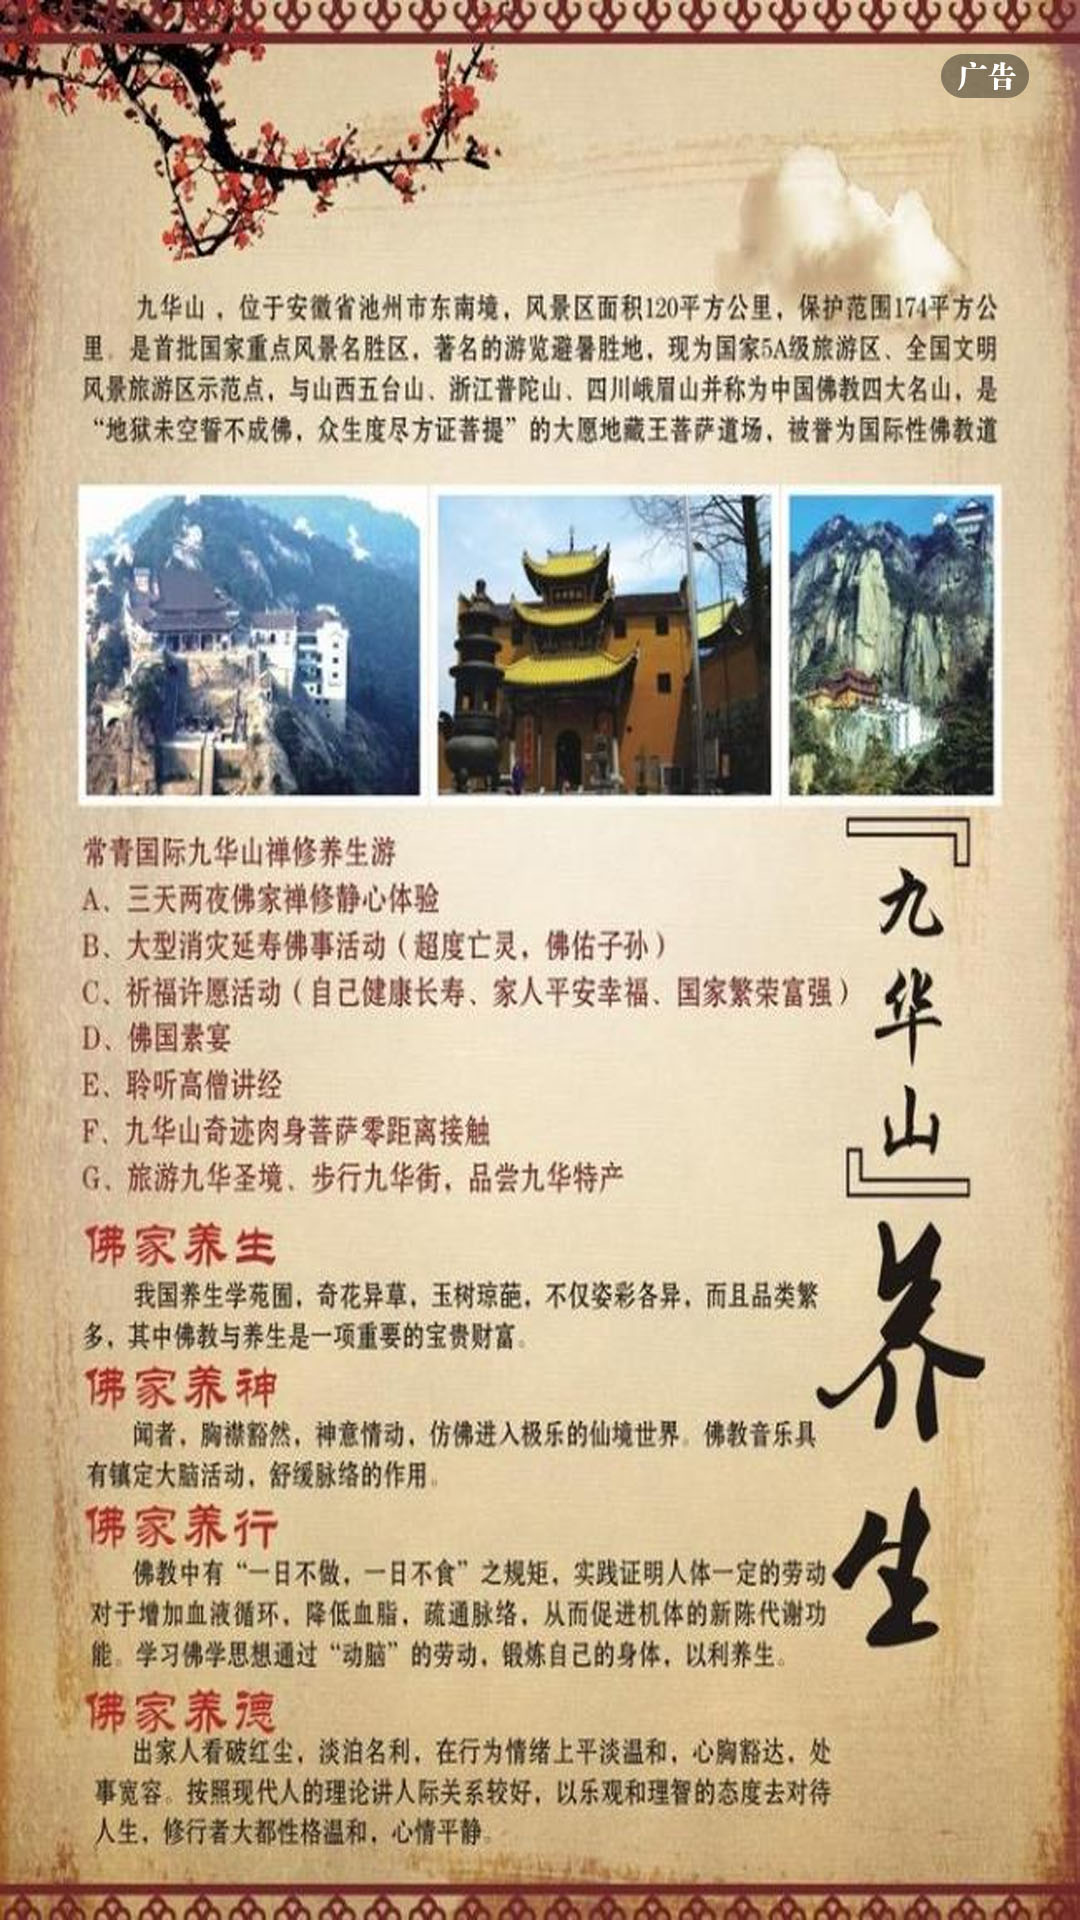 广告
九华山，位于安徽省池州市东南境，风景区面积120平方公里，保护范围174平方公
里。是首批国家重点风景名胜区，著名的游览避暑胜地，现为国家5A级旅游区、全国文明
风景旅游区示范点，与山西五台山、浙江普陀山、四川峨眉山并称为中国佛教四大名山，是
“地狱未空誓不成佛，众生度尽方证菩提”的大愿地藏王菩萨道场，被誉为国际性佛教道
常青国际九华山禅修养生游
A、三天两夜佛家禅修静心体验
B、大型消灾延寿佛事活动（超度亡灵，佛佑子孙）
C、祈福许愿活动（自己健康长寿、家人平安幸福、国家繁荣富强）
D、佛国素宴
E、聆听高僧讲经
F、九华山奇迹肉身菩萨零距离接触
G、旅游九华圣境、步行九华街，品尝九华特产
『九华山』养生
佛家养生
我国养生学苑囿，奇花异草，玉树琼葩，不仅姿彩各异，而且品类繁
多，其中佛教与养生是一项重要的宝贵财富。
佛家养神
闻者，胸襟豁然，神意情动，仿佛进入极乐的仙境世界。佛教音乐具
有镇定大脑活动，舒缓脉络的作用。
佛家养行
佛教中有“一日不做，一日不食”之规矩，实践证明人体一定的劳动
对于增加血液循环，降低血脂，疏通脉络，从而促进机体的新陈代谢功
能。学习佛学思想通过“动脑”的劳动，锻炼自己的身体，以利养生。
佛家养德
出家人看破红尘，淡泊名利，在行为情绪上平淡温和，心胸豁达，处
事宽容。按照现代人的理论讲人际关系较好，以乐观和理智的态度去对待
人生，修行者大都性格温和，心情平静。